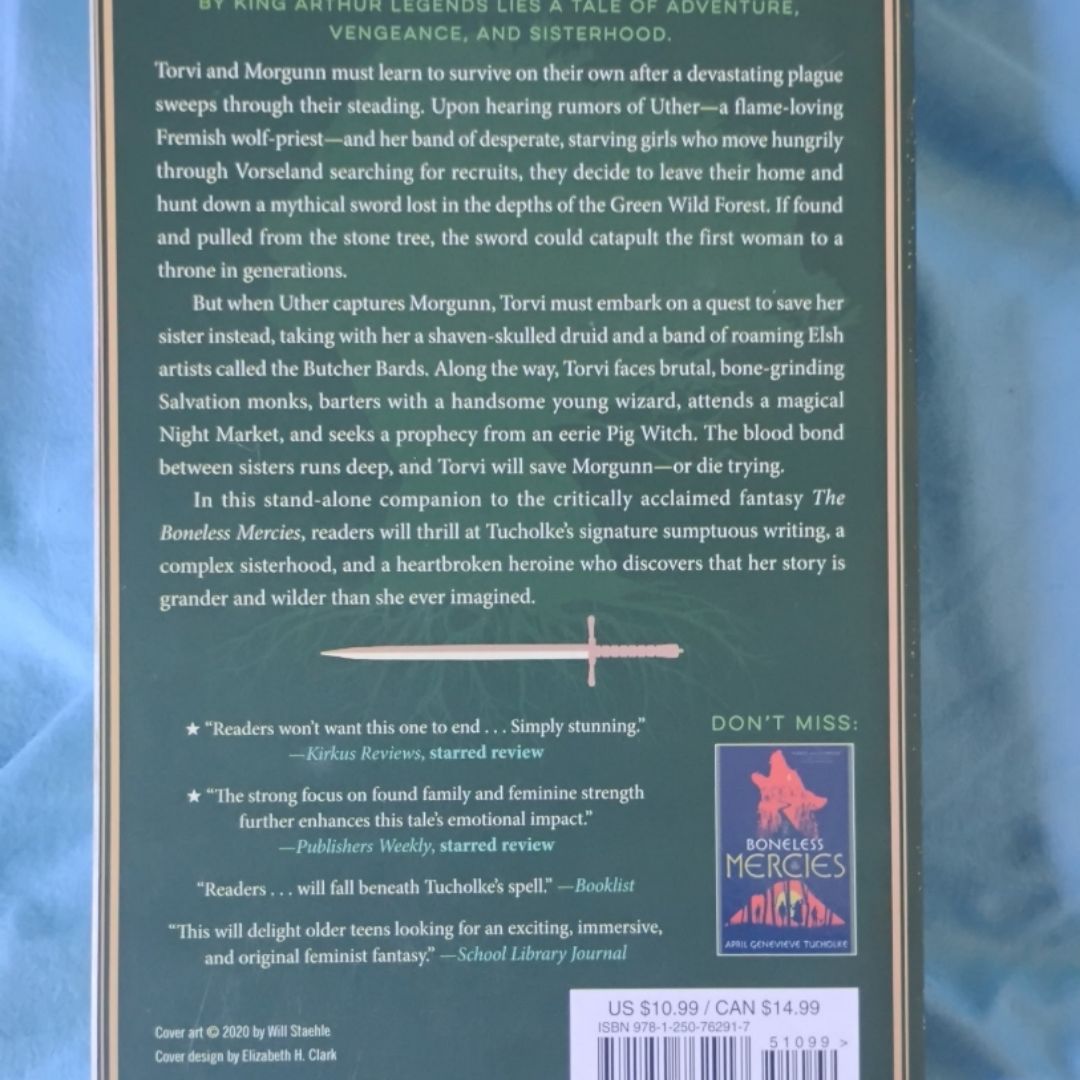 BY KING ARTHUR LEGENDS LIES A TALE OF ADVENTURE,
VENGEANCE, AND SISTERHOOD.
Torvi and Morgunn must learn to survive on their own after a devastating plague
sweeps through their steading. Upon hearing rumors of Uther—a flame-loving
Fremish wolf-priest—and her band of desperate, starving girls who move hungrily
through Vorseland searching for recruits, they decide to leave their home and
hunt down a mythical sword lost in the depths of the Green Wild Forest. If found
and pulled from the stone tree, the sword could catapult the first woman to a
throne in generations.
But when Uther captures Morgunn, Torvi must embark on a quest to save her
sister instead, taking with her a shaven-skulled druid and a band of roaming Elsh
artists called the Butcher Bards. Along the way, Torvi faces brutal, bone-grinding
Salvation monks, barters with a handsome young wizard, attends a magical
Night Market, and seeks a prophecy from an eerie Pig Witch. The blood bond
between sisters runs deep, and Torvi will save Morgunn—or die trying.
In this stand-alone companion to the critically acclaimed fantasy The
Boneless Mercies, readers will thrill at Tucholke's signature sumptuous writing, a
complex sisterhood, and a heartbroken heroine who discovers that her story is
grander and wilder than she ever imagined.
★ "Readers won't want this one to end . . . Simply stunning."
—Kirkus Reviews, starred review
★ "The strong focus on found family and feminine strength
further enhances this tale's emotional impact."
—Publishers Weekly, starred review
"Readers . . . will fall beneath Tucholke's spell." —Booklist
"This will delight older teens looking for an exciting, immersive,
and original feminist fantasy." —School Library Journal
DON'T MISS:
BONELESS
MERCIES
APRIL GENEVIEVE TUCHOLKE
Cover art © 2020 by Will Staehle
Cover design by Elizabeth H. Clark
US $10.99 / CAN $14.99
ISBN 978-1-250-76291-7
51099 >